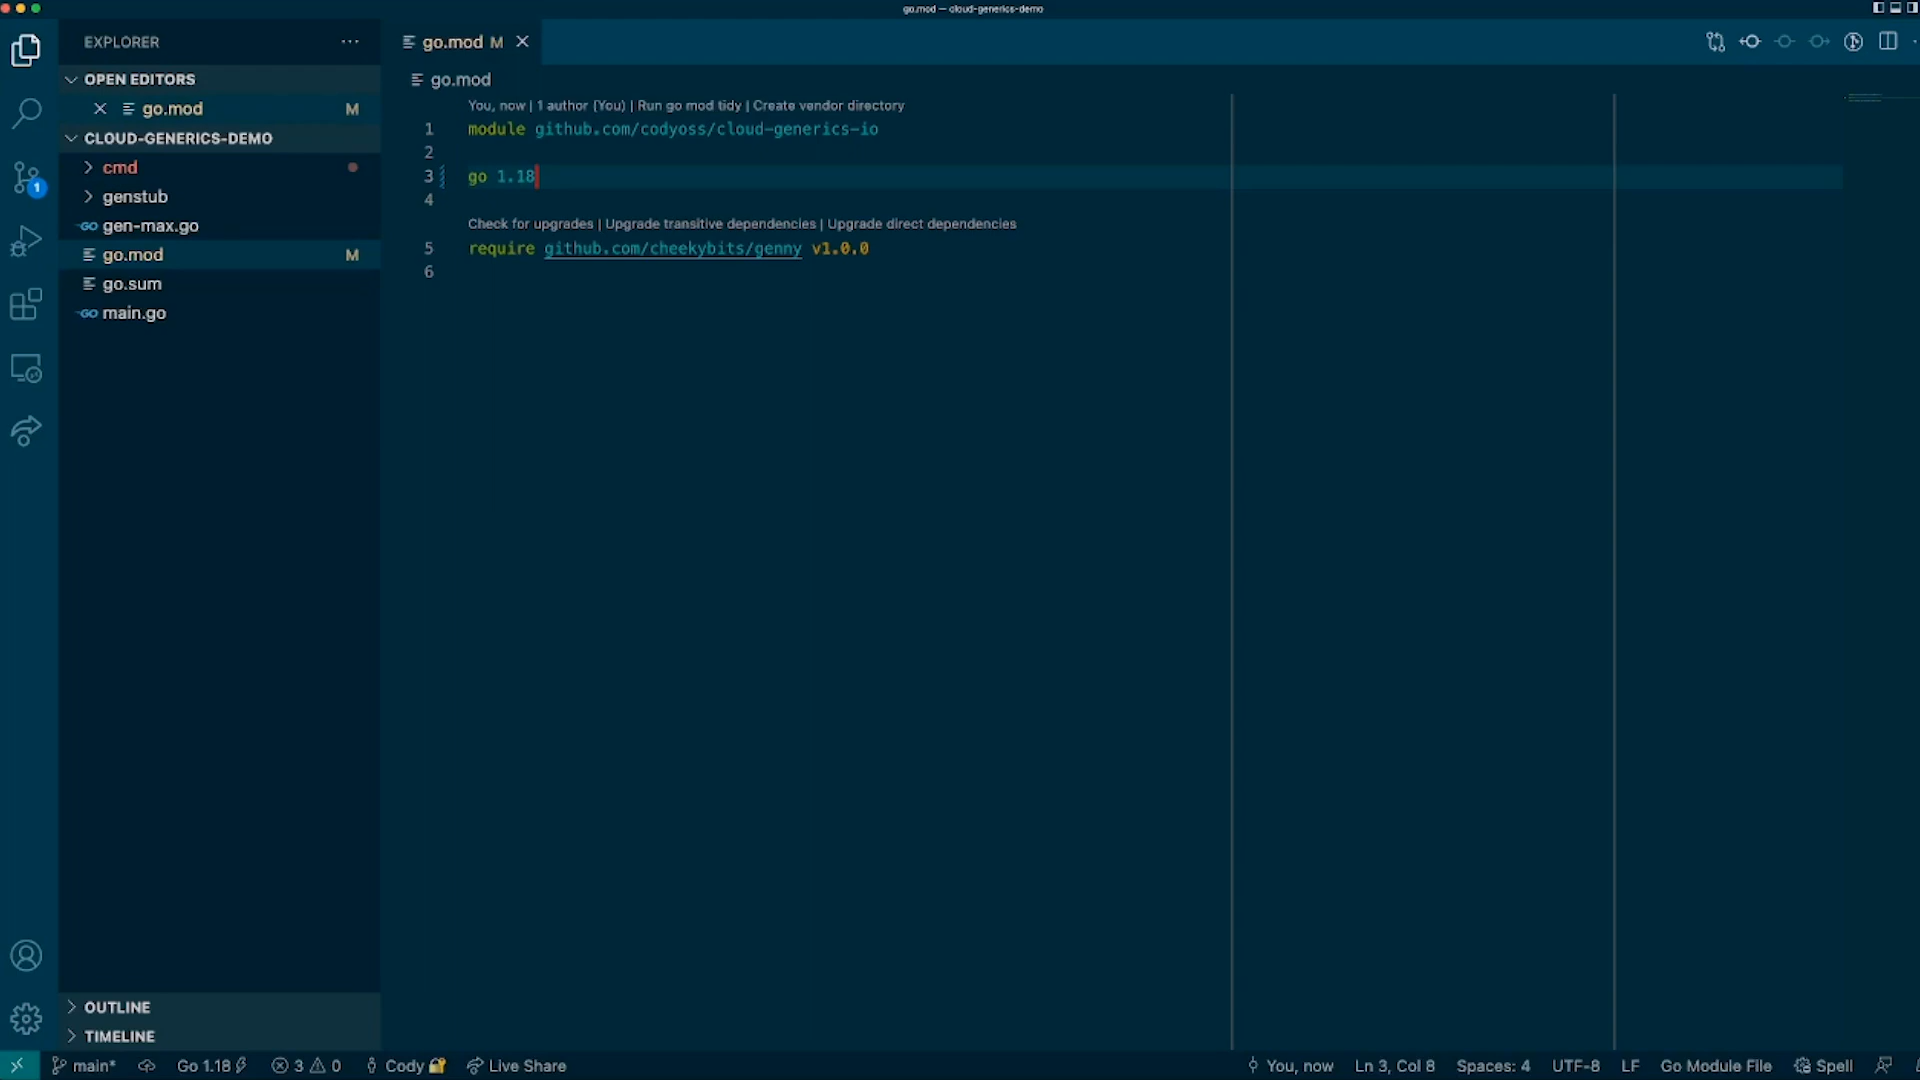 go.mod — cloud-generics-demo
EXPLORER
go.mod M
OPEN EDITORS
go.mod M
CLOUD-GENERICS-DEMO
cmd
genstub
GO gen-max.go
go.mod M
go.sum
GO main.go
go.mod
You, now | 1 author (You) | Run go mod tidy | Create vendor directory
1 module github.com/codyoss/cloud-generics-io
2
3 go 1.18
4
Check for upgrades | Upgrade transitive dependencies | Upgrade direct dependencies
5 require github.com/cheekybits/genny v1.0.0
6
1
OUTLINE
TIMELINE
main* Go 1.18 3 0 Cody Live Share You, now Ln 3, Col 8 Spaces: 4 UTF-8 LF Go Module File Spell